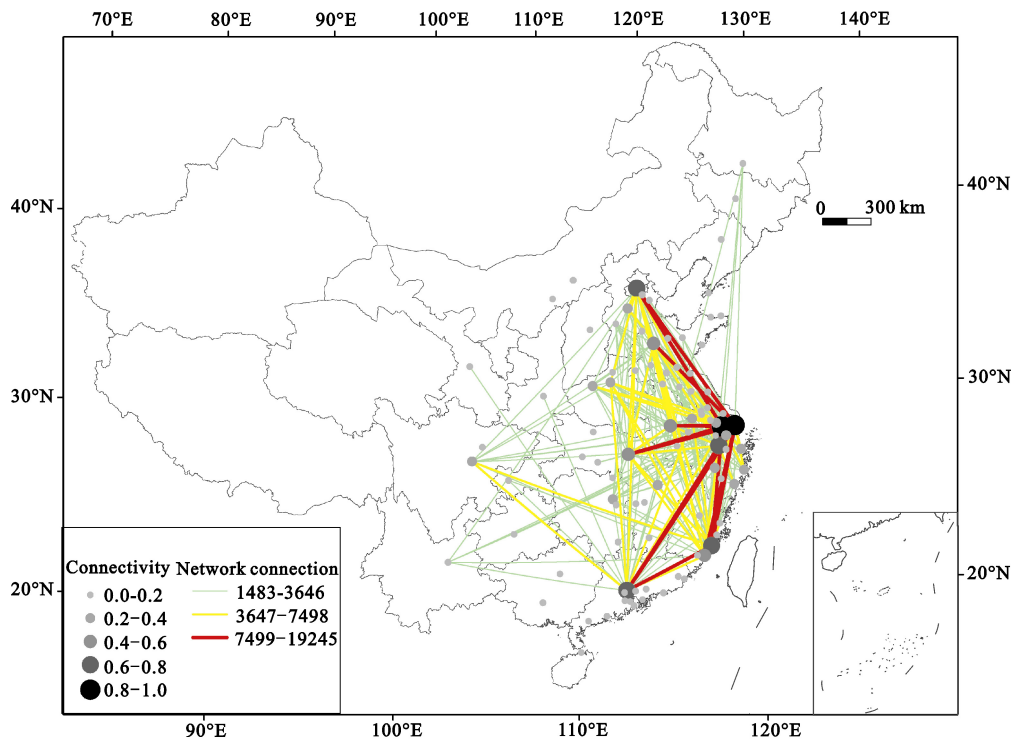 70°E 80°E 90°E 100°E 110°E 120°E 130°E 140°E
40°N
40°N
0 300 km
30°N
30°N
20°N
20°N
Connectivity Network connection
0.0-0.2 1483-3646
0.2-0.4 3647-7498
0.4-0.6 7499-19245
0.6-0.8
0.8-1.0
90°E 100°E 110°E 120°E